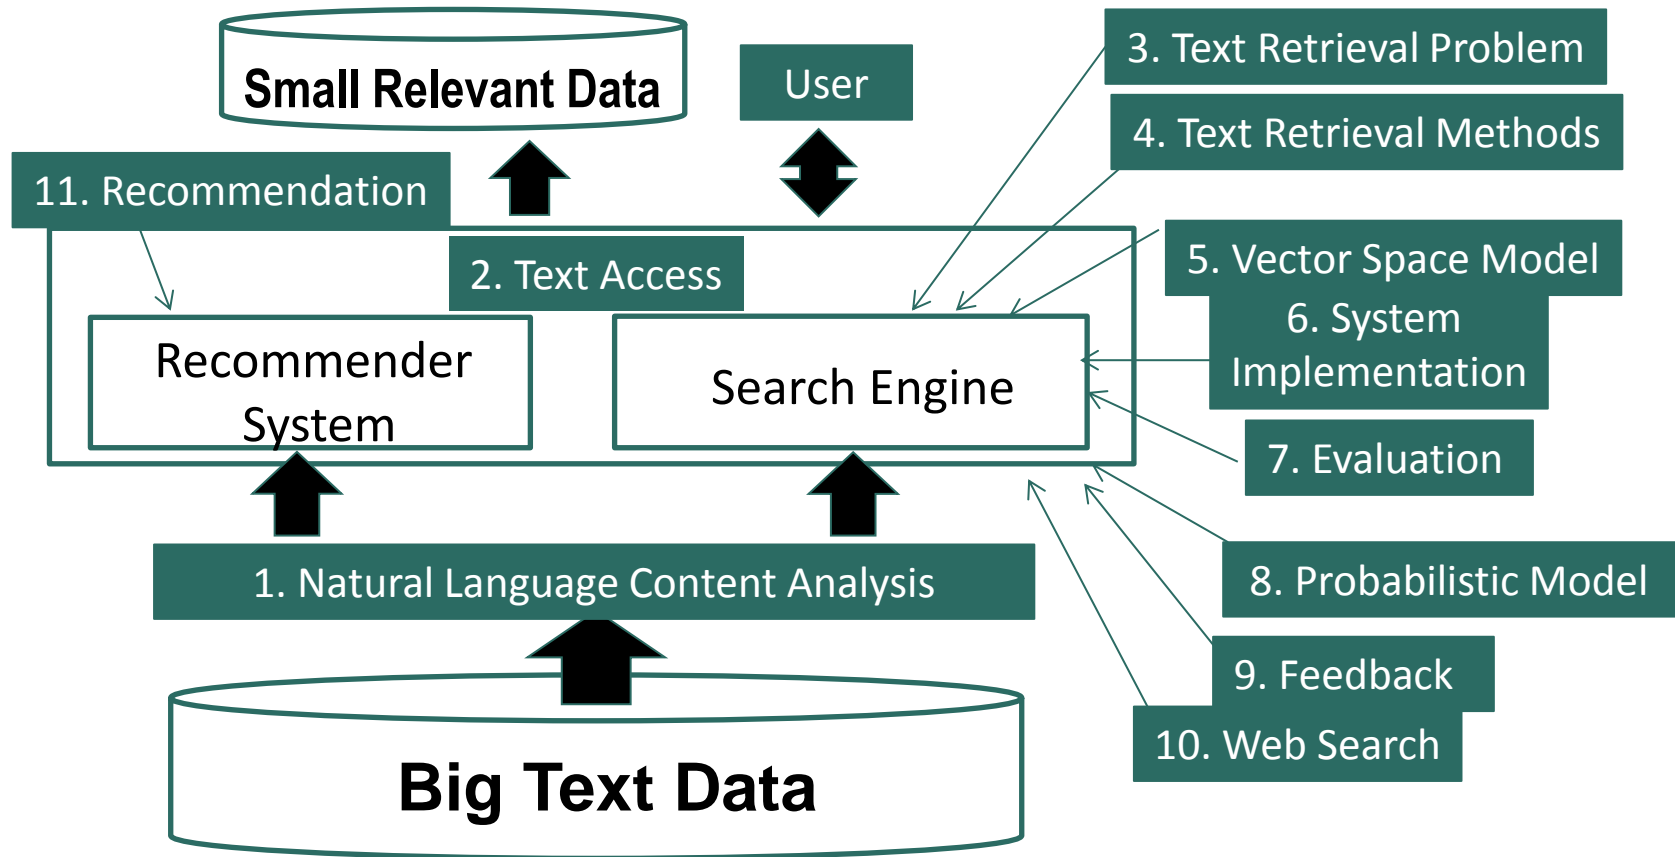 Small Relevant Data
User
3. Text Retrieval Problem
4. Text Retrieval Methods
11. Recommendation
2. Text Access
5. Vector Space Model
6. System
Implementation
Recommender
System
Search Engine
7. Evaluation
1. Natural Language Content Analysis
8. Probabilistic Model
9. Feedback
10. Web Search
Big Text Data